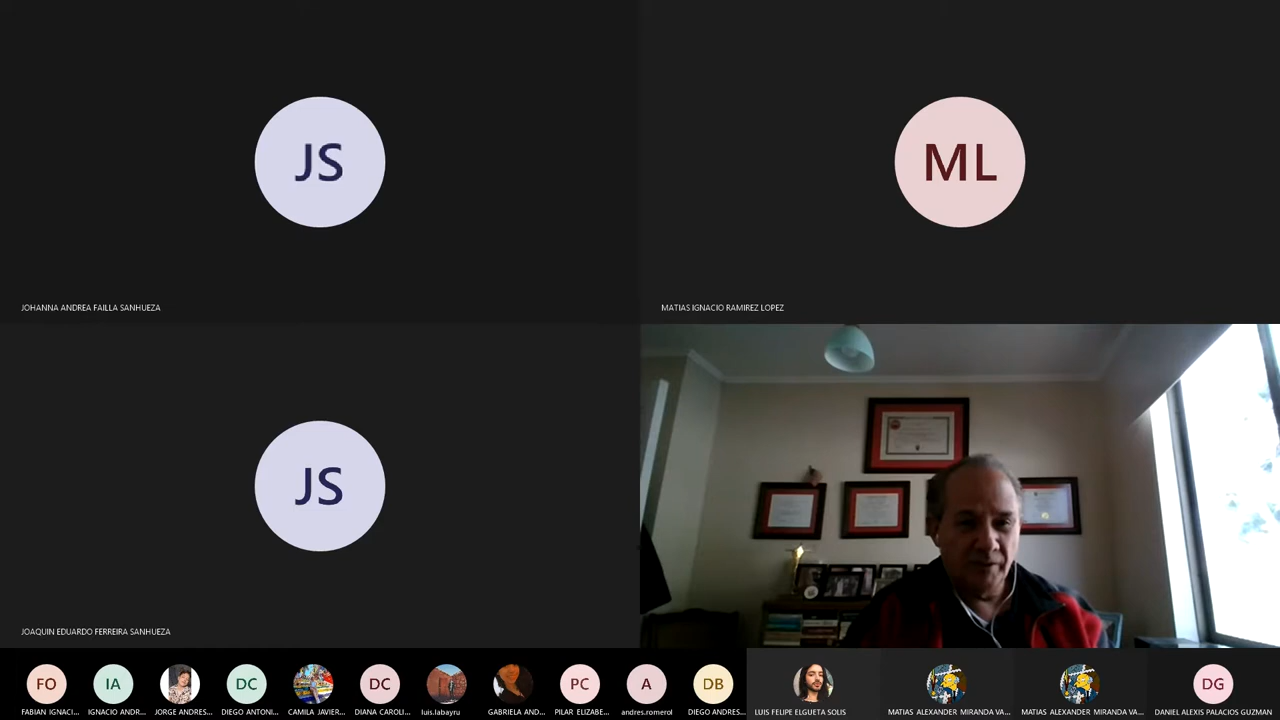 JS
ML
JOHANNA ANDREA FAILLA SANHUEZA
MATIAS IGNACIO RAMIREZ LOPEZ
JS
JOAQUIN EDUARDO FERREIRA SANHUEZA
FO
IA
DC
DC
PC
A
DB
DG
FABIAN IGNACI...
IGNACIO ANDR...
JORGE ANDRES...
DIEGO ANTONI...
CAMILA JAVIER...
DIANA CAROLI...
luis.labayru
GABRIELA AND...
PILAR ELIZABE...
andres.romerol
DIEGO ANDRES...
LUIS FELIPE ELGUETA SOLIS
MATIAS ALEXANDER MIRANDA VA...
MATIAS ALEXANDER MIRANDA VA...
DANIEL ALEXIS PALACIOS GUZMAN